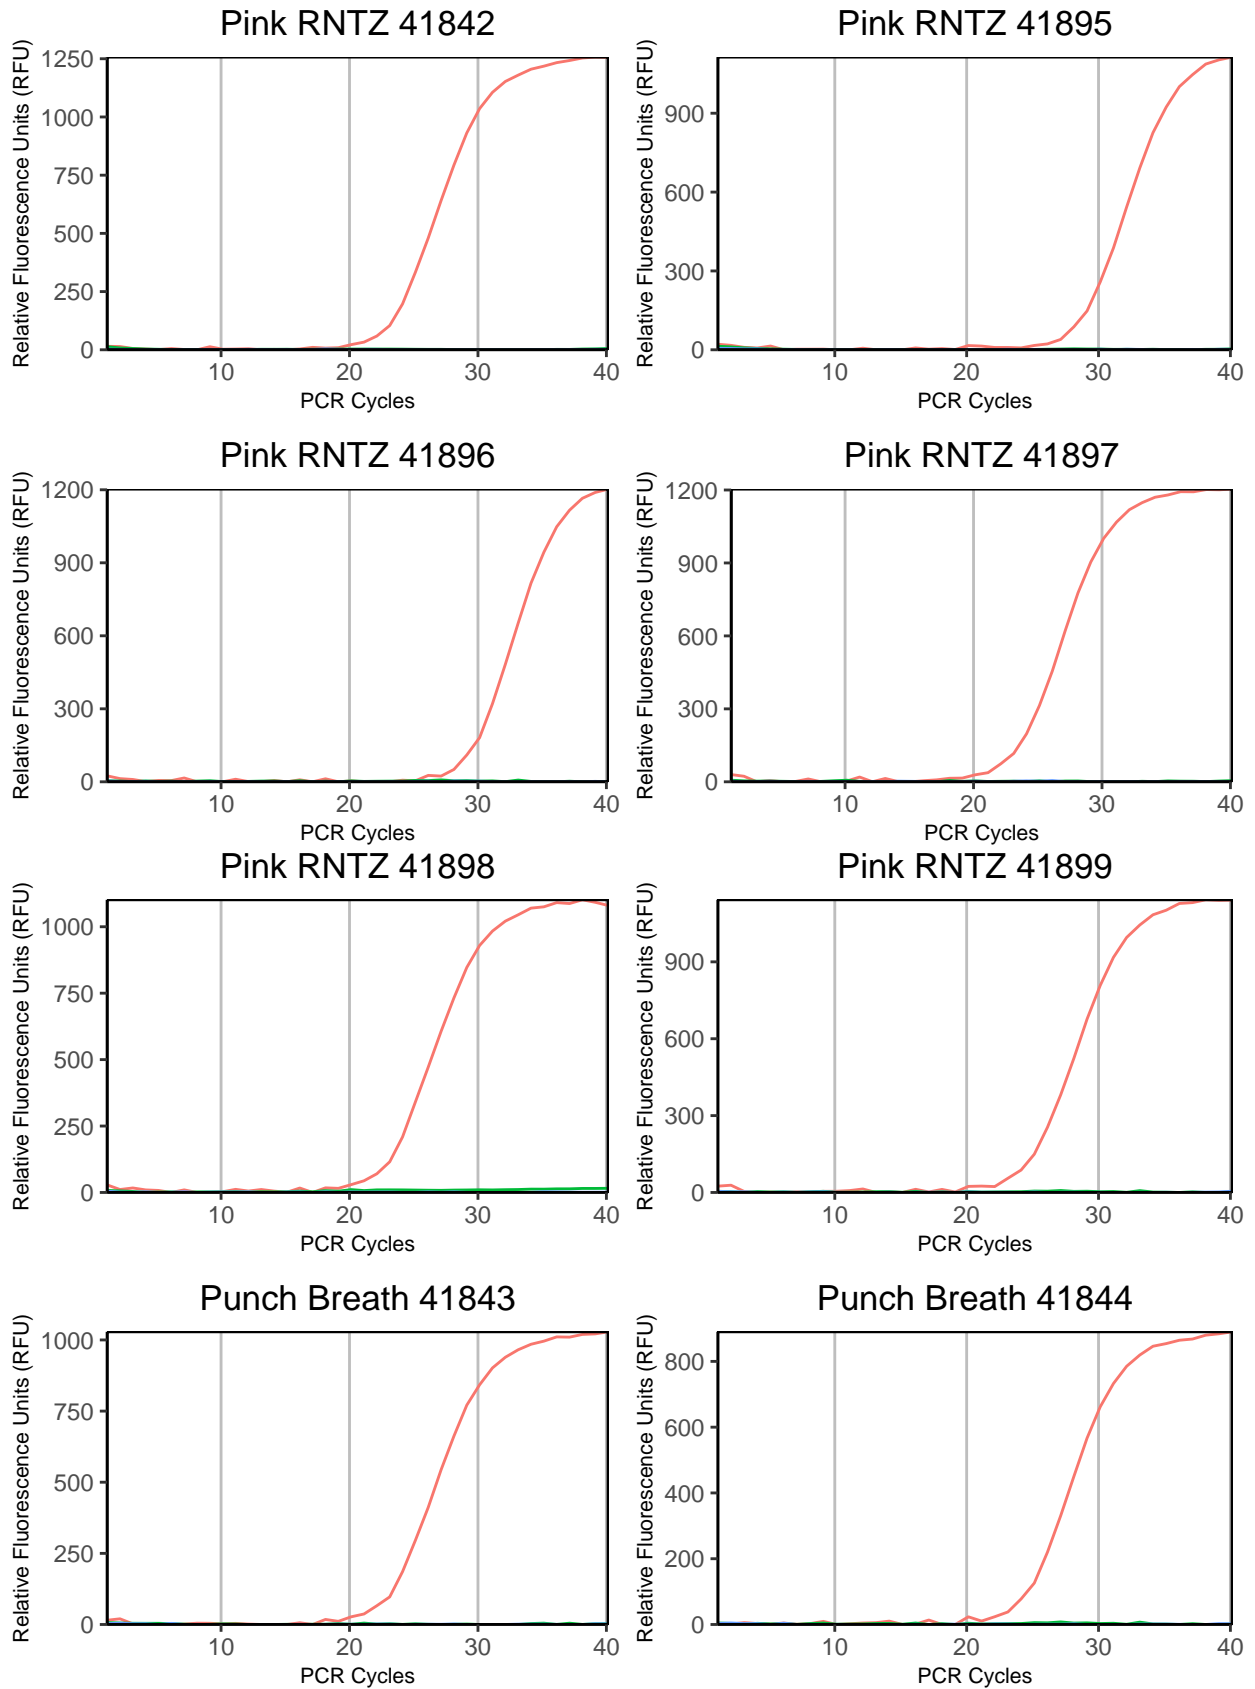 Pink RNTZ 41842
Relative Fluorescence Units (RFU)
1250
1000
750
500
250
0
10 20 30 40
PCR Cycles
Pink RNTZ 41895
Relative Fluorescence Units (RFU)
900
600
300
0
10 20 30 40
PCR Cycles
Pink RNTZ 41896
Relative Fluorescence Units (RFU)
1200
900
600
300
0
10 20 30 40
PCR Cycles
Pink RNTZ 41897
Relative Fluorescence Units (RFU)
1200
900
600
300
0
10 20 30 40
PCR Cycles
Pink RNTZ 41898
Relative Fluorescence Units (RFU)
1000
750
500
250
0
10 20 30 40
PCR Cycles
Pink RNTZ 41899
Relative Fluorescence Units (RFU)
900
600
300
0
10 20 30 40
PCR Cycles
Punch Breath 41843
Relative Fluorescence Units (RFU)
1000
750
500
250
0
10 20 30 40
PCR Cycles
Punch Breath 41844
Relative Fluorescence Units (RFU)
800
600
400
200
0
10 20 30 40
PCR Cycles